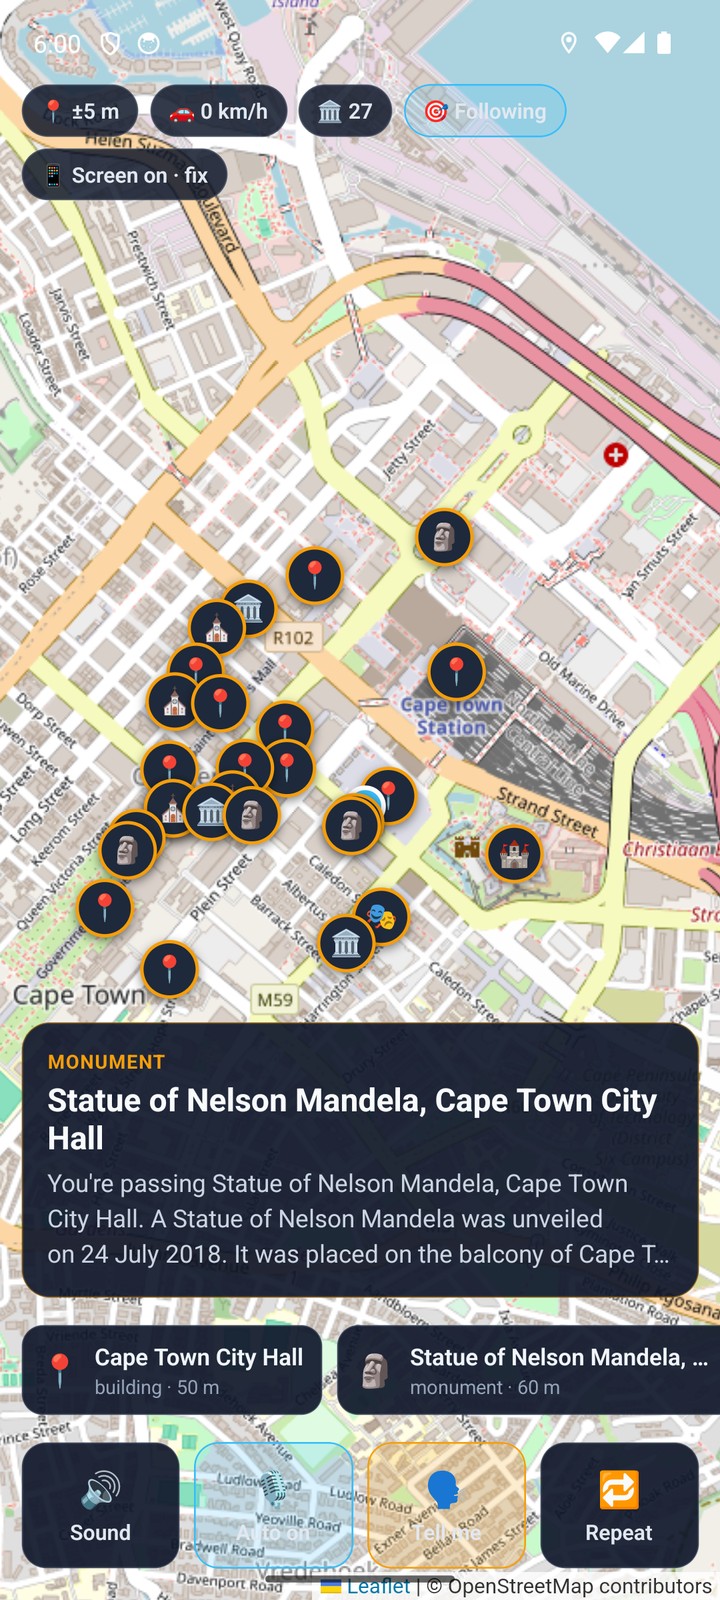 6:00
Island
West Quay Road
±5 m
0 km/h
27
Following
Screen on · fix
Helen Suzman Boulevard
Prestwich Street
Jarvis Street
Loader Street
Jetty Street
Rose Street
Jan Smuts Street
R102
Old Machine Drive
Cape Town
Station
Dorp Street
Long Street
Keerom Street
Queen Victoria Street
Strand Street
Christiaan
Plein Street
Albertus
Barrack Street
Caledon Street
Cape Town
M59
MONUMENT
Statue of Nelson Mandela, Cape Town City
Hall
You're passing Statue of Nelson Mandela, Cape Town
City Hall. A Statue of Nelson Mandela was unveiled
on 24 July 2018. It was placed on the balcony of Cape T...
Cape Town City Hall
building · 50 m
Statue of Nelson Mandela, ...
monument · 60 m
Sound
Auto on
Tell me
Repeat
Ludlow Road
Yeoville Road
Exner Avenue
Vredehoek
Davenport Road
Leaflet | © OpenStreetMap contributors